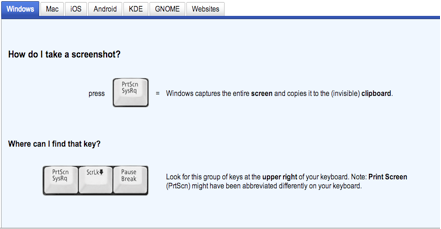 Windows Mac iOS Android KDE GNOME Websites
How do I take a screenshot?
press PrtScn SysRq = Windows captures the entire screen and copies it to the (invisible) clipboard.
Where can I find that key?
PrtScn SysRq ScrLk Pause Break
Look for this group of keys at the upper right of your keyboard. Note: Print Screen
(PrtScn) might have been abbreviated differently on your keyboard.